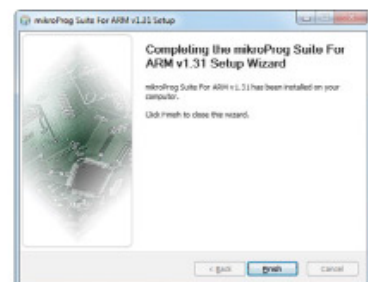 mikroProg Suite For ARM v1.31 Setup
Completing the mikroProg Suite For
ARM v1.31 Setup Wizard
mikroProg Suite For ARM v1.31 has been installed on your
computer.
Click Finish to close this wizard.
< Back
Finish
Cancel